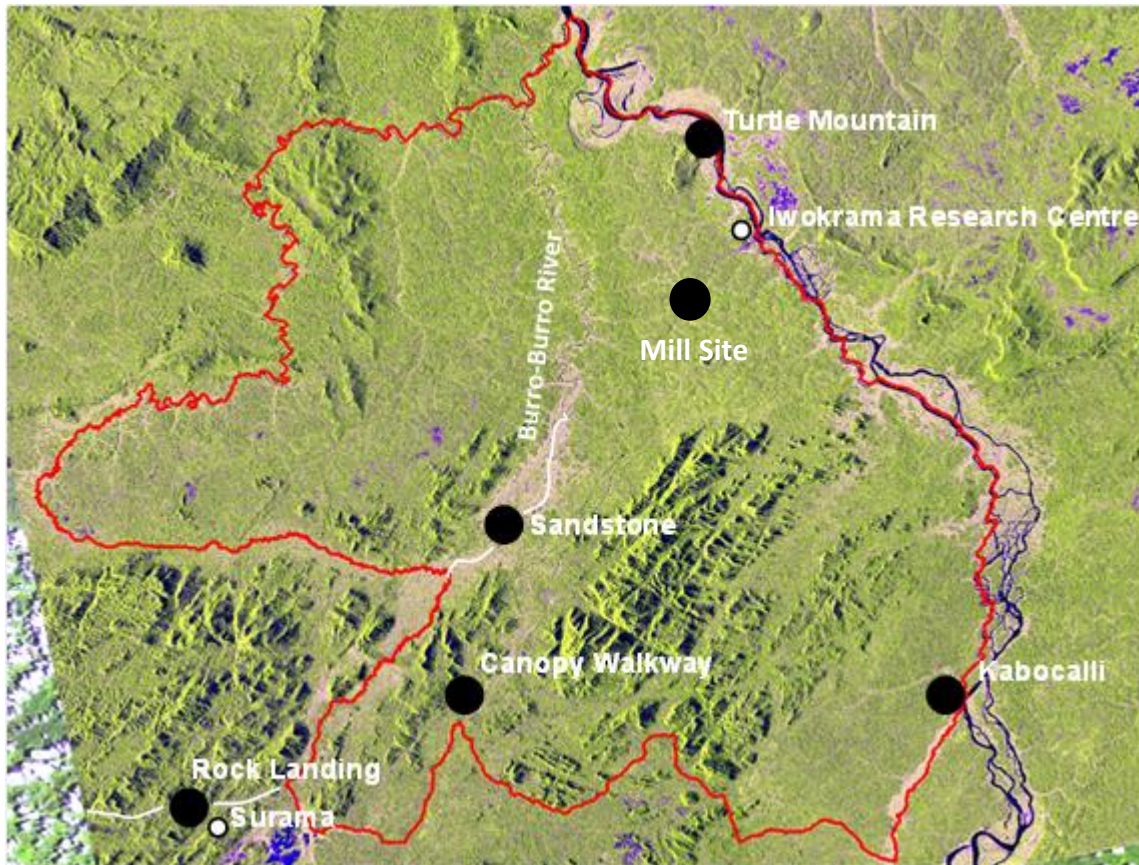 Turtle Mountain
Iwokrama Research Centre
Burro-Burro River
Mill Site
Sandstone
Canopy Walkway
Kabocalli
Rock Landing
Surama